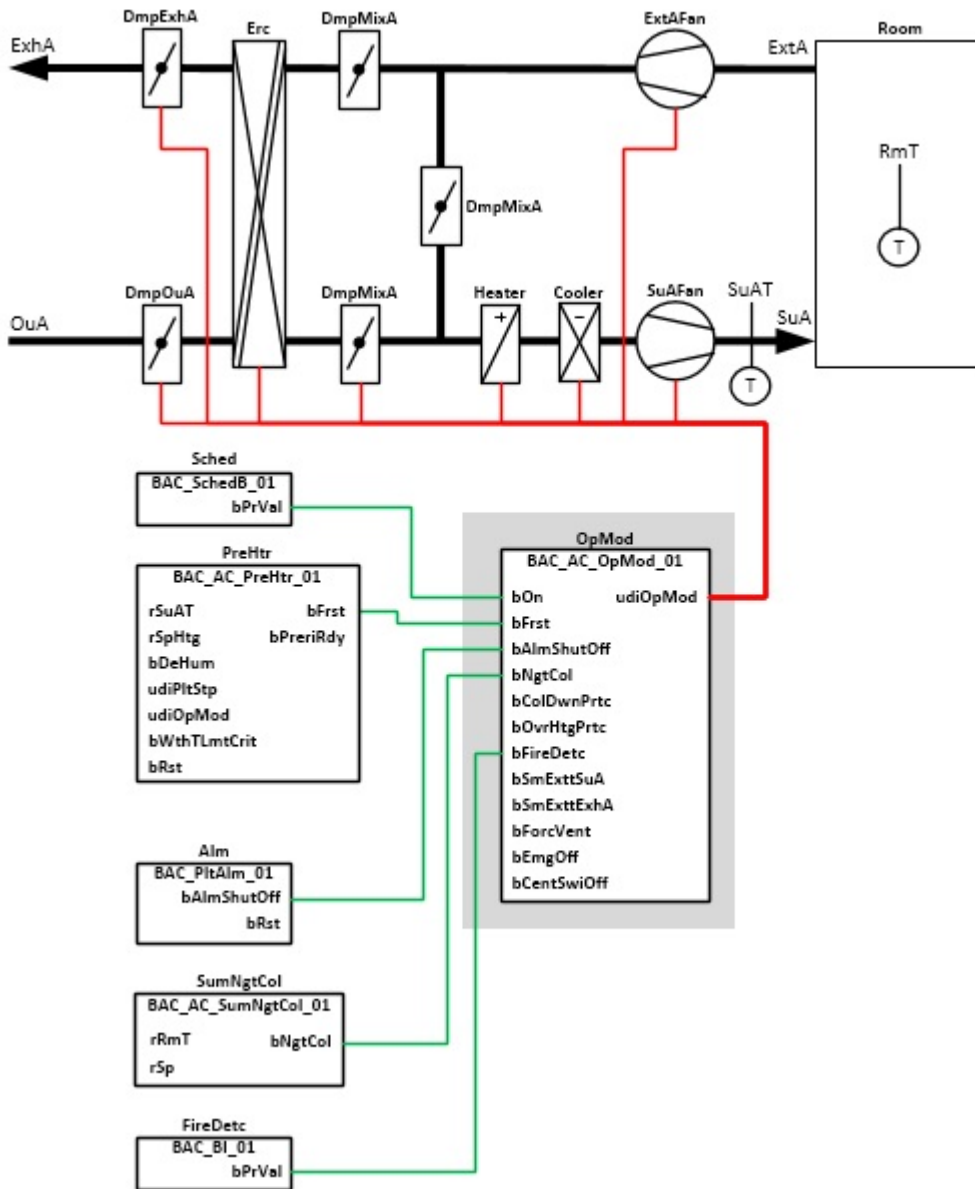 DmpExhA
Erc
DmpMixA
ExtAFan
Room
ExhA
ExtA
RmT
T
DmpMixA
DmpOuA
DmpMixA
Heater
Cooler
SuAFan
SuAT
OuA
+
−
SuA
T
Sched
BAC_SchedB_01
bPrVal
PreHtr
BAC_AC_PreHtr_01
rSuAT
bFrst
rSpHtg
bPreriRdy
bDeHum
udiPltStp
udiOpMod
bWthTLmtCrit
bRst
OpMod
BAC_AC_OpMod_01
bOn
udiOpMod
bFrst
bAlmShutOff
bNgtCol
bColDwnPrtc
bOvrHtgPrtc
bFireDetc
bSmExttSuA
bSmExttExhA
bForcVent
bEmgOff
bCentSwiOff
Alm
BAC_PltAlm_01
bAlmShutOff
bRst
SumNgtCol
BAC_AC_SumNgtCol_01
rRmT
bNgtCol
rSp
FireDetc
BAC_BI_01
bPrVal